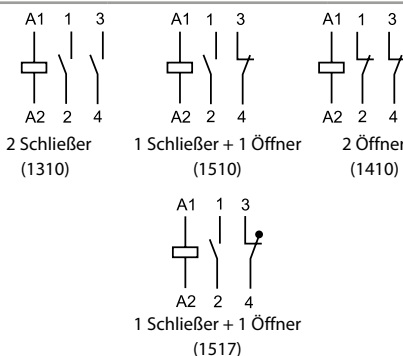 A1 1 3 A1 1 3 A1 1 3
A2 2 4 A2 2 4 A2 2 4
2 Schließer 1 Schließer + 1 Öffner 2 Öffner
(1310) (1510) (1410)
A1 1 3
A2 2 4
1 Schließer + 1 Öffner
(1517)